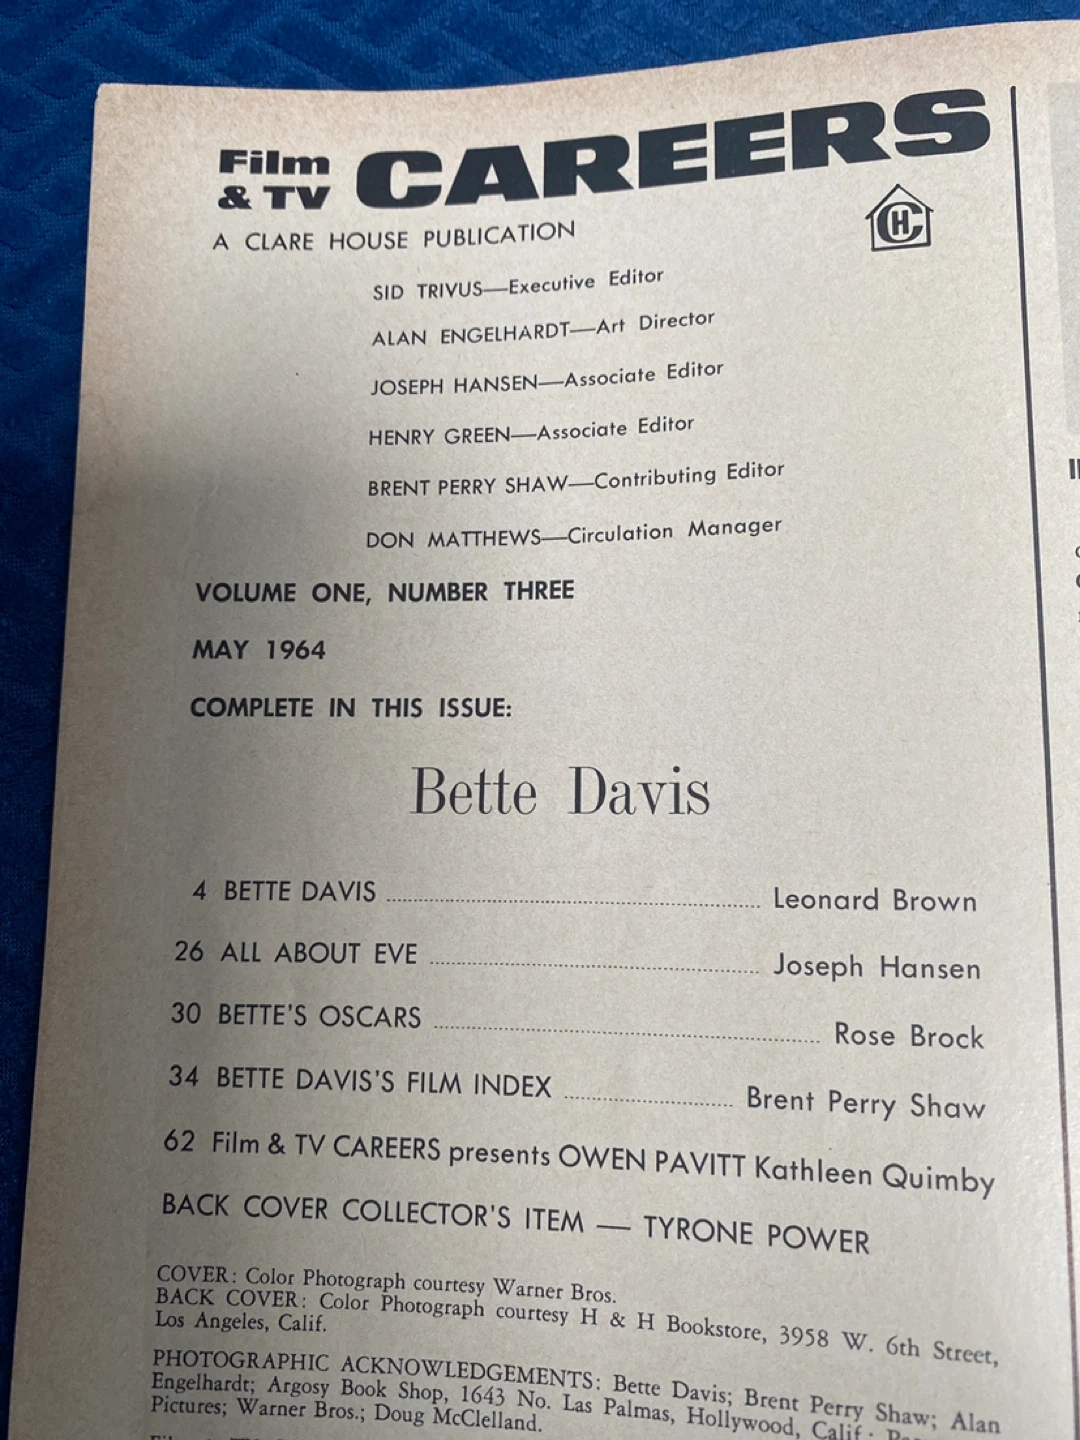 Film & TV CAREERS
A CLARE HOUSE PUBLICATION
CH
SID TRIVUS—Executive Editor
ALAN ENGELHARDT—Art Director
JOSEPH HANSEN—Associate Editor
HENRY GREEN—Associate Editor
BRENT PERRY SHAW—Contributing Editor
DON MATTHEWS—Circulation Manager
VOLUME ONE, NUMBER THREE
MAY 1964
COMPLETE IN THIS ISSUE:
Bette Davis
4 BETTE DAVIS ........ Leonard Brown
26 ALL ABOUT EVE ........ Joseph Hansen
30 BETTE'S OSCARS ........ Rose Brock
34 BETTE DAVIS'S FILM INDEX ........ Brent Perry Shaw
62 Film & TV CAREERS presents OWEN PAVITT Kathleen Quimby
BACK COVER COLLECTOR'S ITEM — TYRONE POWER
COVER: Color Photograph courtesy Warner Bros.
BACK COVER: Color Photograph courtesy H & H Bookstore, 3958 W. 6th Street,
Los Angeles, Calif.
PHOTOGRAPHIC ACKNOWLEDGEMENTS: Bette Davis; Brent Perry Shaw; Alan
Engelhardt; Argosy Book Shop, 1643 No. Las Palmas, Hollywood, Calif.;
Pictures; Warner Bros.; Doug McClelland.